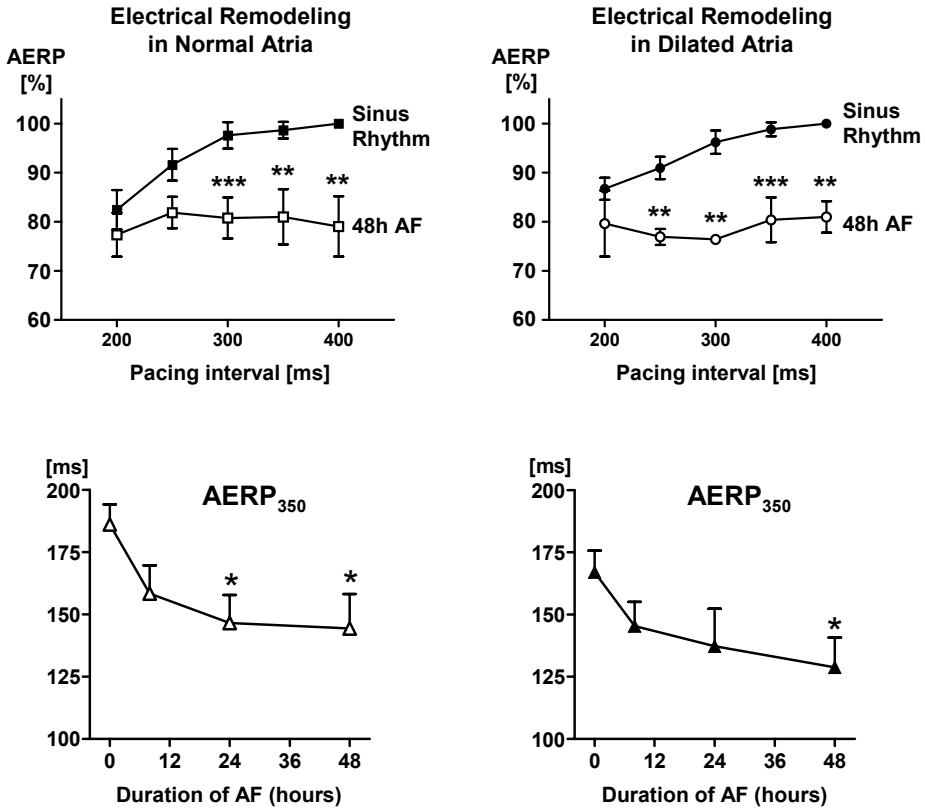 Electrical Remodeling
in Normal Atria
AERP
[%]
100
90
80
70
60
Sinus
Rhythm
***
**
**
48h AF
200
300
400
Pacing interval [ms]
Electrical Remodeling
in Dilated Atria
AERP
[%]
100
90
80
70
60
Sinus
Rhythm
**
**
***
**
48h AF
200
300
400
Pacing interval [ms]
[ms]
200
175
150
125
100
AERP350
*
*
0
12
24
36
48
Duration of AF (hours)
[ms]
200
175
150
125
100
AERP350
*
0
12
24
36
48
Duration of AF (hours)